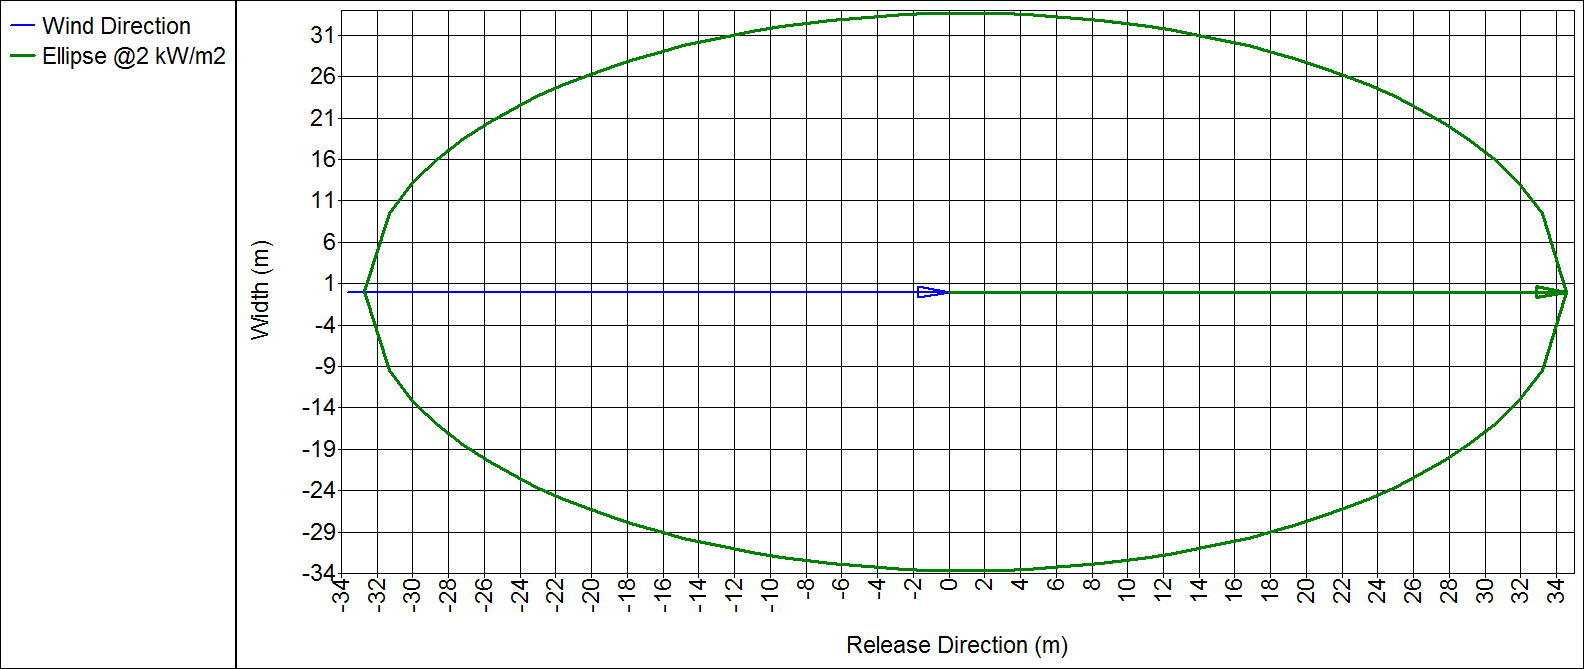 Wind Direction
Ellipse @2 kW/m2
31
26
21
16
11
6
1
-4
-9
-14
-19
-24
-29
-34
Width (m)
-34 -32 -30 -28 -26 -24 -22 -20 -18 -16 -14 -12 -10 -8 -6 -4 -2 0 2 4 6 8 10 12 14 16 18 20 22 24 26 28 30 32 34
Release Direction (m)